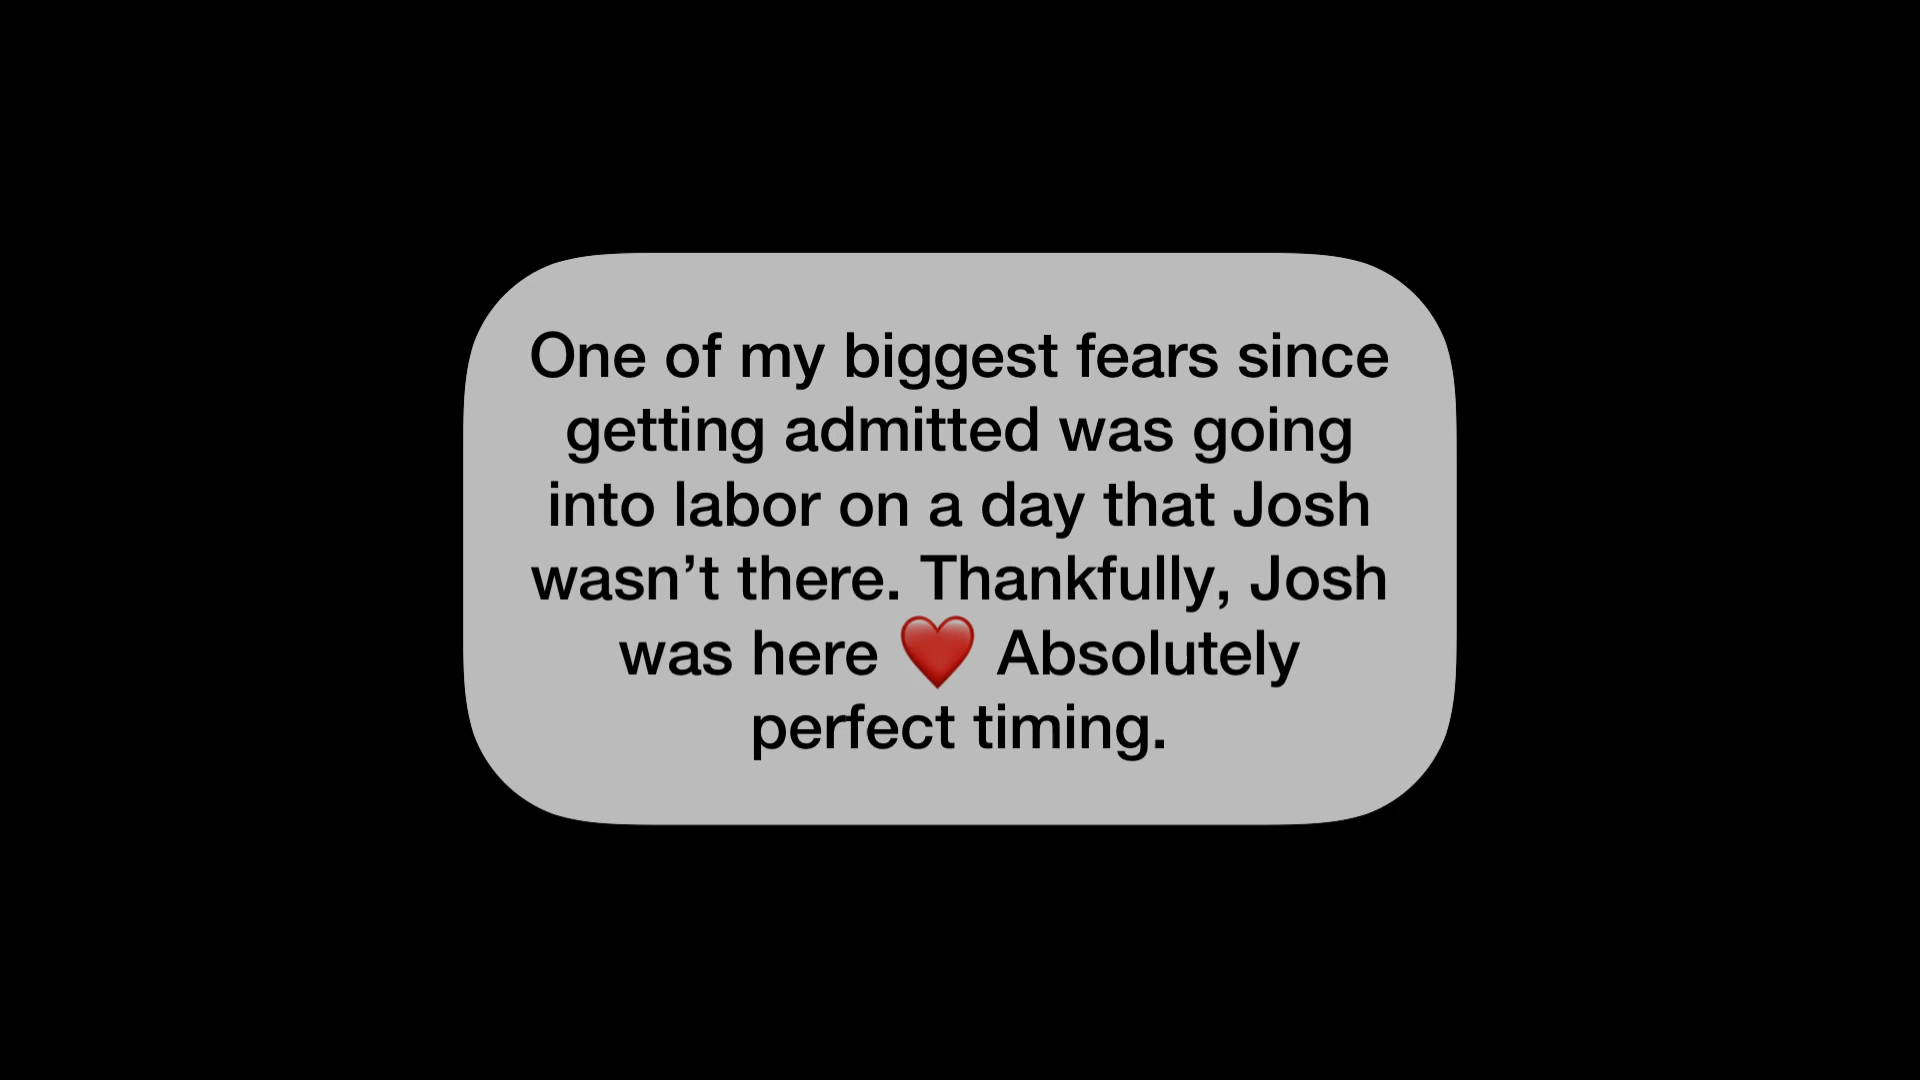 One of my biggest fears since
getting admitted was going
into labor on a day that Josh
wasn’t there. Thankfully, Josh
was here ❤️ Absolutely
perfect timing.